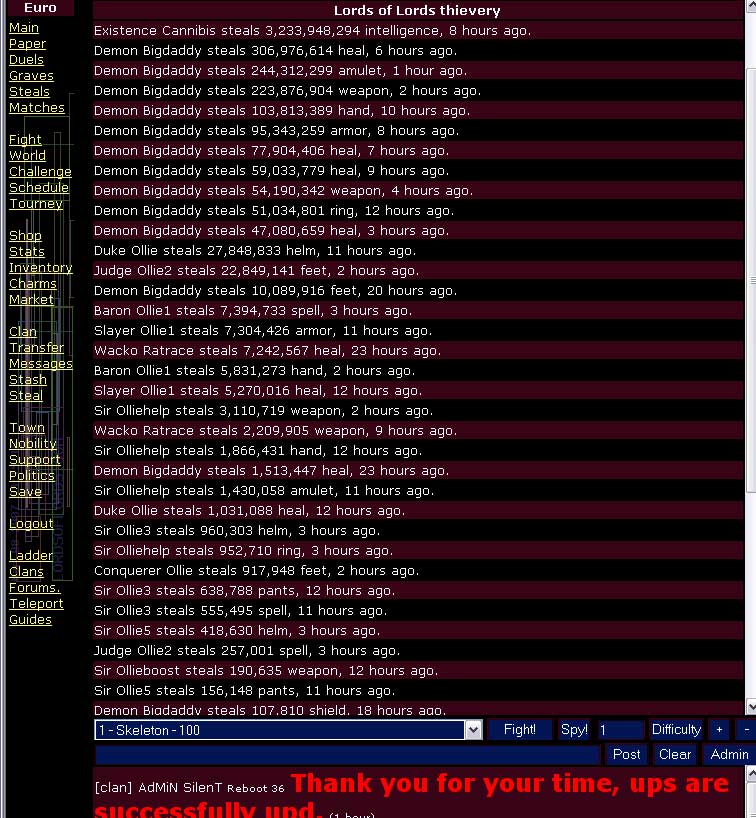 Euro
Main
Paper
Duels
Graves
Steals
Matches
Fight
World
Challenge
Schedule
Tourney
Shop
Stats
Inventory
Charms
Market
Clan
Transfer
Messages
Stash
Steal
Town
Nobility
Support
Politics
Save
Logout
Ladder
Clans
Forums.
Teleport
Guides
Lords of Lords thievery
Existence Cannibis steals 3,233,948,294 intelligence, 8 hours ago.
Demon Bigdaddy steals 306,976,614 heal, 6 hours ago.
Demon Bigdaddy steals 244,312,299 amulet, 1 hour ago.
Demon Bigdaddy steals 223,876,904 weapon, 2 hours ago.
Demon Bigdaddy steals 103,813,389 hand, 10 hours ago.
Demon Bigdaddy steals 95,343,259 armor, 8 hours ago.
Demon Bigdaddy steals 77,904,406 heal, 7 hours ago.
Demon Bigdaddy steals 59,033,779 heal, 9 hours ago.
Demon Bigdaddy steals 54,190,342 weapon, 4 hours ago.
Demon Bigdaddy steals 51,034,801 ring, 12 hours ago.
Demon Bigdaddy steals 47,080,659 heal, 3 hours ago.
Duke Ollie steals 27,848,833 helm, 11 hours ago.
Judge Ollie2 steals 22,849,141 feet, 2 hours ago.
Demon Bigdaddy steals 10,089,916 feet, 20 hours ago.
Baron Ollie1 steals 7,394,733 spell, 3 hours ago.
Slayer Ollie1 steals 7,304,426 armor, 11 hours ago.
Wacko Ratrace steals 7,242,567 heal, 23 hours ago.
Baron Ollie1 steals 5,831,273 hand, 2 hours ago.
Slayer Ollie1 steals 5,270,016 heal, 12 hours ago.
Sir Olliehelp steals 3,110,719 weapon, 2 hours ago.
Wacko Ratrace steals 2,209,905 weapon, 9 hours ago.
Sir Olliehelp steals 1,866,431 hand, 12 hours ago.
Demon Bigdaddy steals 1,513,447 heal, 23 hours ago.
Sir Olliehelp steals 1,430,058 amulet, 11 hours ago.
Duke Ollie steals 1,031,088 heal, 12 hours ago.
Sir Ollie3 steals 960,303 helm, 3 hours ago.
Sir Olliehelp steals 952,710 ring, 3 hours ago.
Conquerer Ollie steals 917,948 feet, 2 hours ago.
Sir Ollie3 steals 638,788 pants, 12 hours ago.
Sir Ollie3 steals 555,495 spell, 11 hours ago.
Sir Ollie5 steals 418,630 helm, 3 hours ago.
Judge Ollie2 steals 257,001 spell, 3 hours ago.
Sir Ollieboost steals 190,635 weapon, 12 hours ago.
Sir Ollie5 steals 156,148 pants, 11 hours ago.
Demon Bigdaddy steals 107,810 shield, 18 hours ago.
1 - Skeleton - 100 Fight! Spy! 1 Difficulty + -
Post Clear Admin
[clan] AdMiN SilenT Reboot 36 Thank you for your time, ups are
successfully upd. (1 hour)